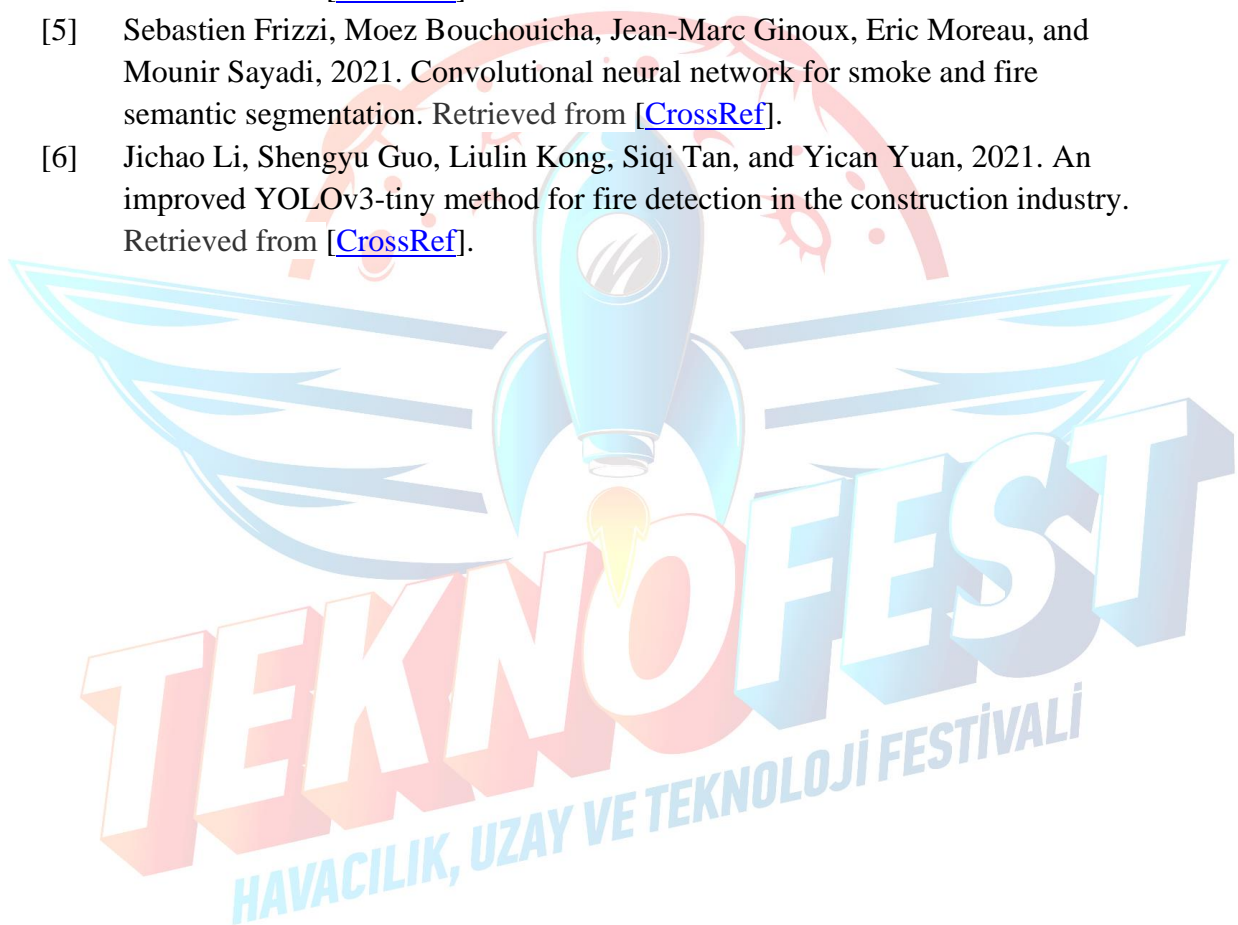 [5] Sebastien Frizzi, Moez Bouchouicha, Jean-Marc Ginoux, Eric Moreau, and
Mounir Sayadi, 2021. Convolutional neural network for smoke and fire
semantic segmentation. Retrieved from [CrossRef].
[6] Jichao Li, Shengyu Guo, Liulin Kong, Siqi Tan, and Yican Yuan, 2021. An
improved YOLOv3-tiny method for fire detection in the construction industry.
Retrieved from [CrossRef].
TEKNOFEST
HAVACILIK, UZAY VE TEKNOLOJİ FESTİVALİ